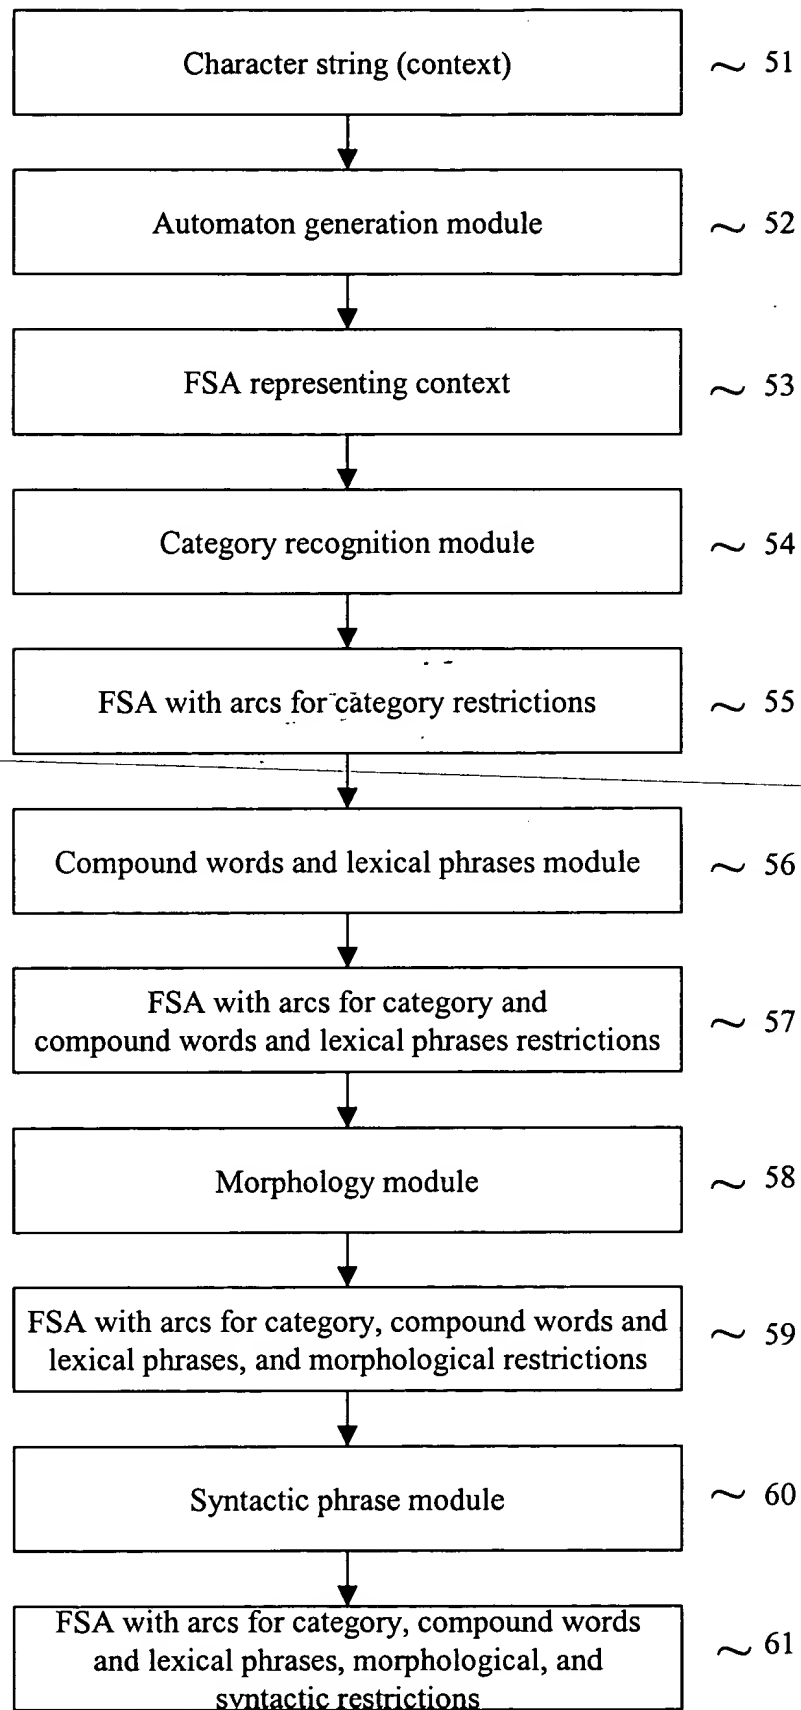 Character string (context)
~ 51
Automaton generation module
~ 52
FSA representing context
~ 53
Category recognition module
~ 54
FSA with arcs for category restrictions
~ 55
Compound words and lexical phrases module
~ 56
FSA with arcs for category and
compound words and lexical phrases restrictions
~ 57
Morphology module
~ 58
FSA with arcs for category, compound words and
lexical phrases, and morphological restrictions
~ 59
Syntactic phrase module
~ 60
FSA with arcs for category, compound words
and lexical phrases, morphological, and
syntactic restrictions
~ 61